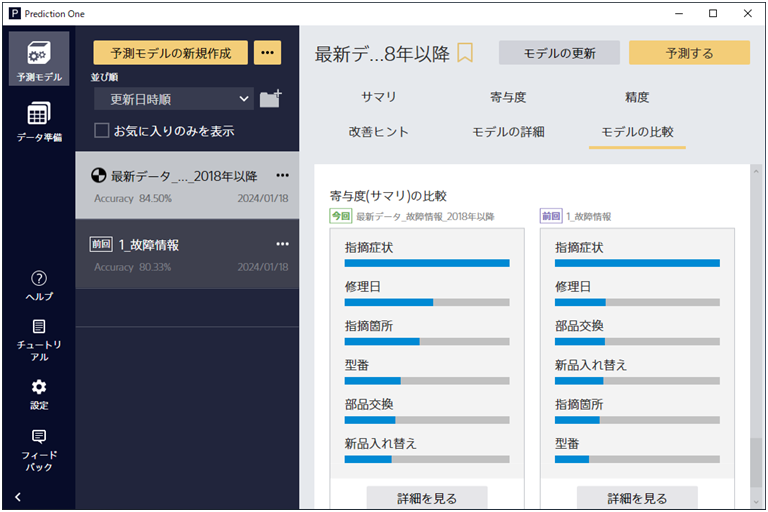 Prediction One
予測モデル
データ準備
ヘルプ
チュートリ
アル
設定
フィード
バック
予測モデルの新規作成
並び順
更新日時順
お気に入りのみを表示
最新データ_..._2018年以降
Accuracy 84.50% 2024/01/18
前回 1_故障情報
Accuracy 80.33% 2024/01/18
最新デ...8年以降
モデルの更新
予測する
サマリ 寄与度 精度
改善ヒント モデルの詳細 モデルの比較
寄与度(サマリ)の比較
今回 最新データ_故障情報_2018年以降
指摘症状
修理日
指摘箇所
型番
部品交換
新品入れ替え
詳細を見る
前回 1_故障情報
指摘症状
修理日
部品交換
新品入れ替え
指摘箇所
型番
詳細を見る